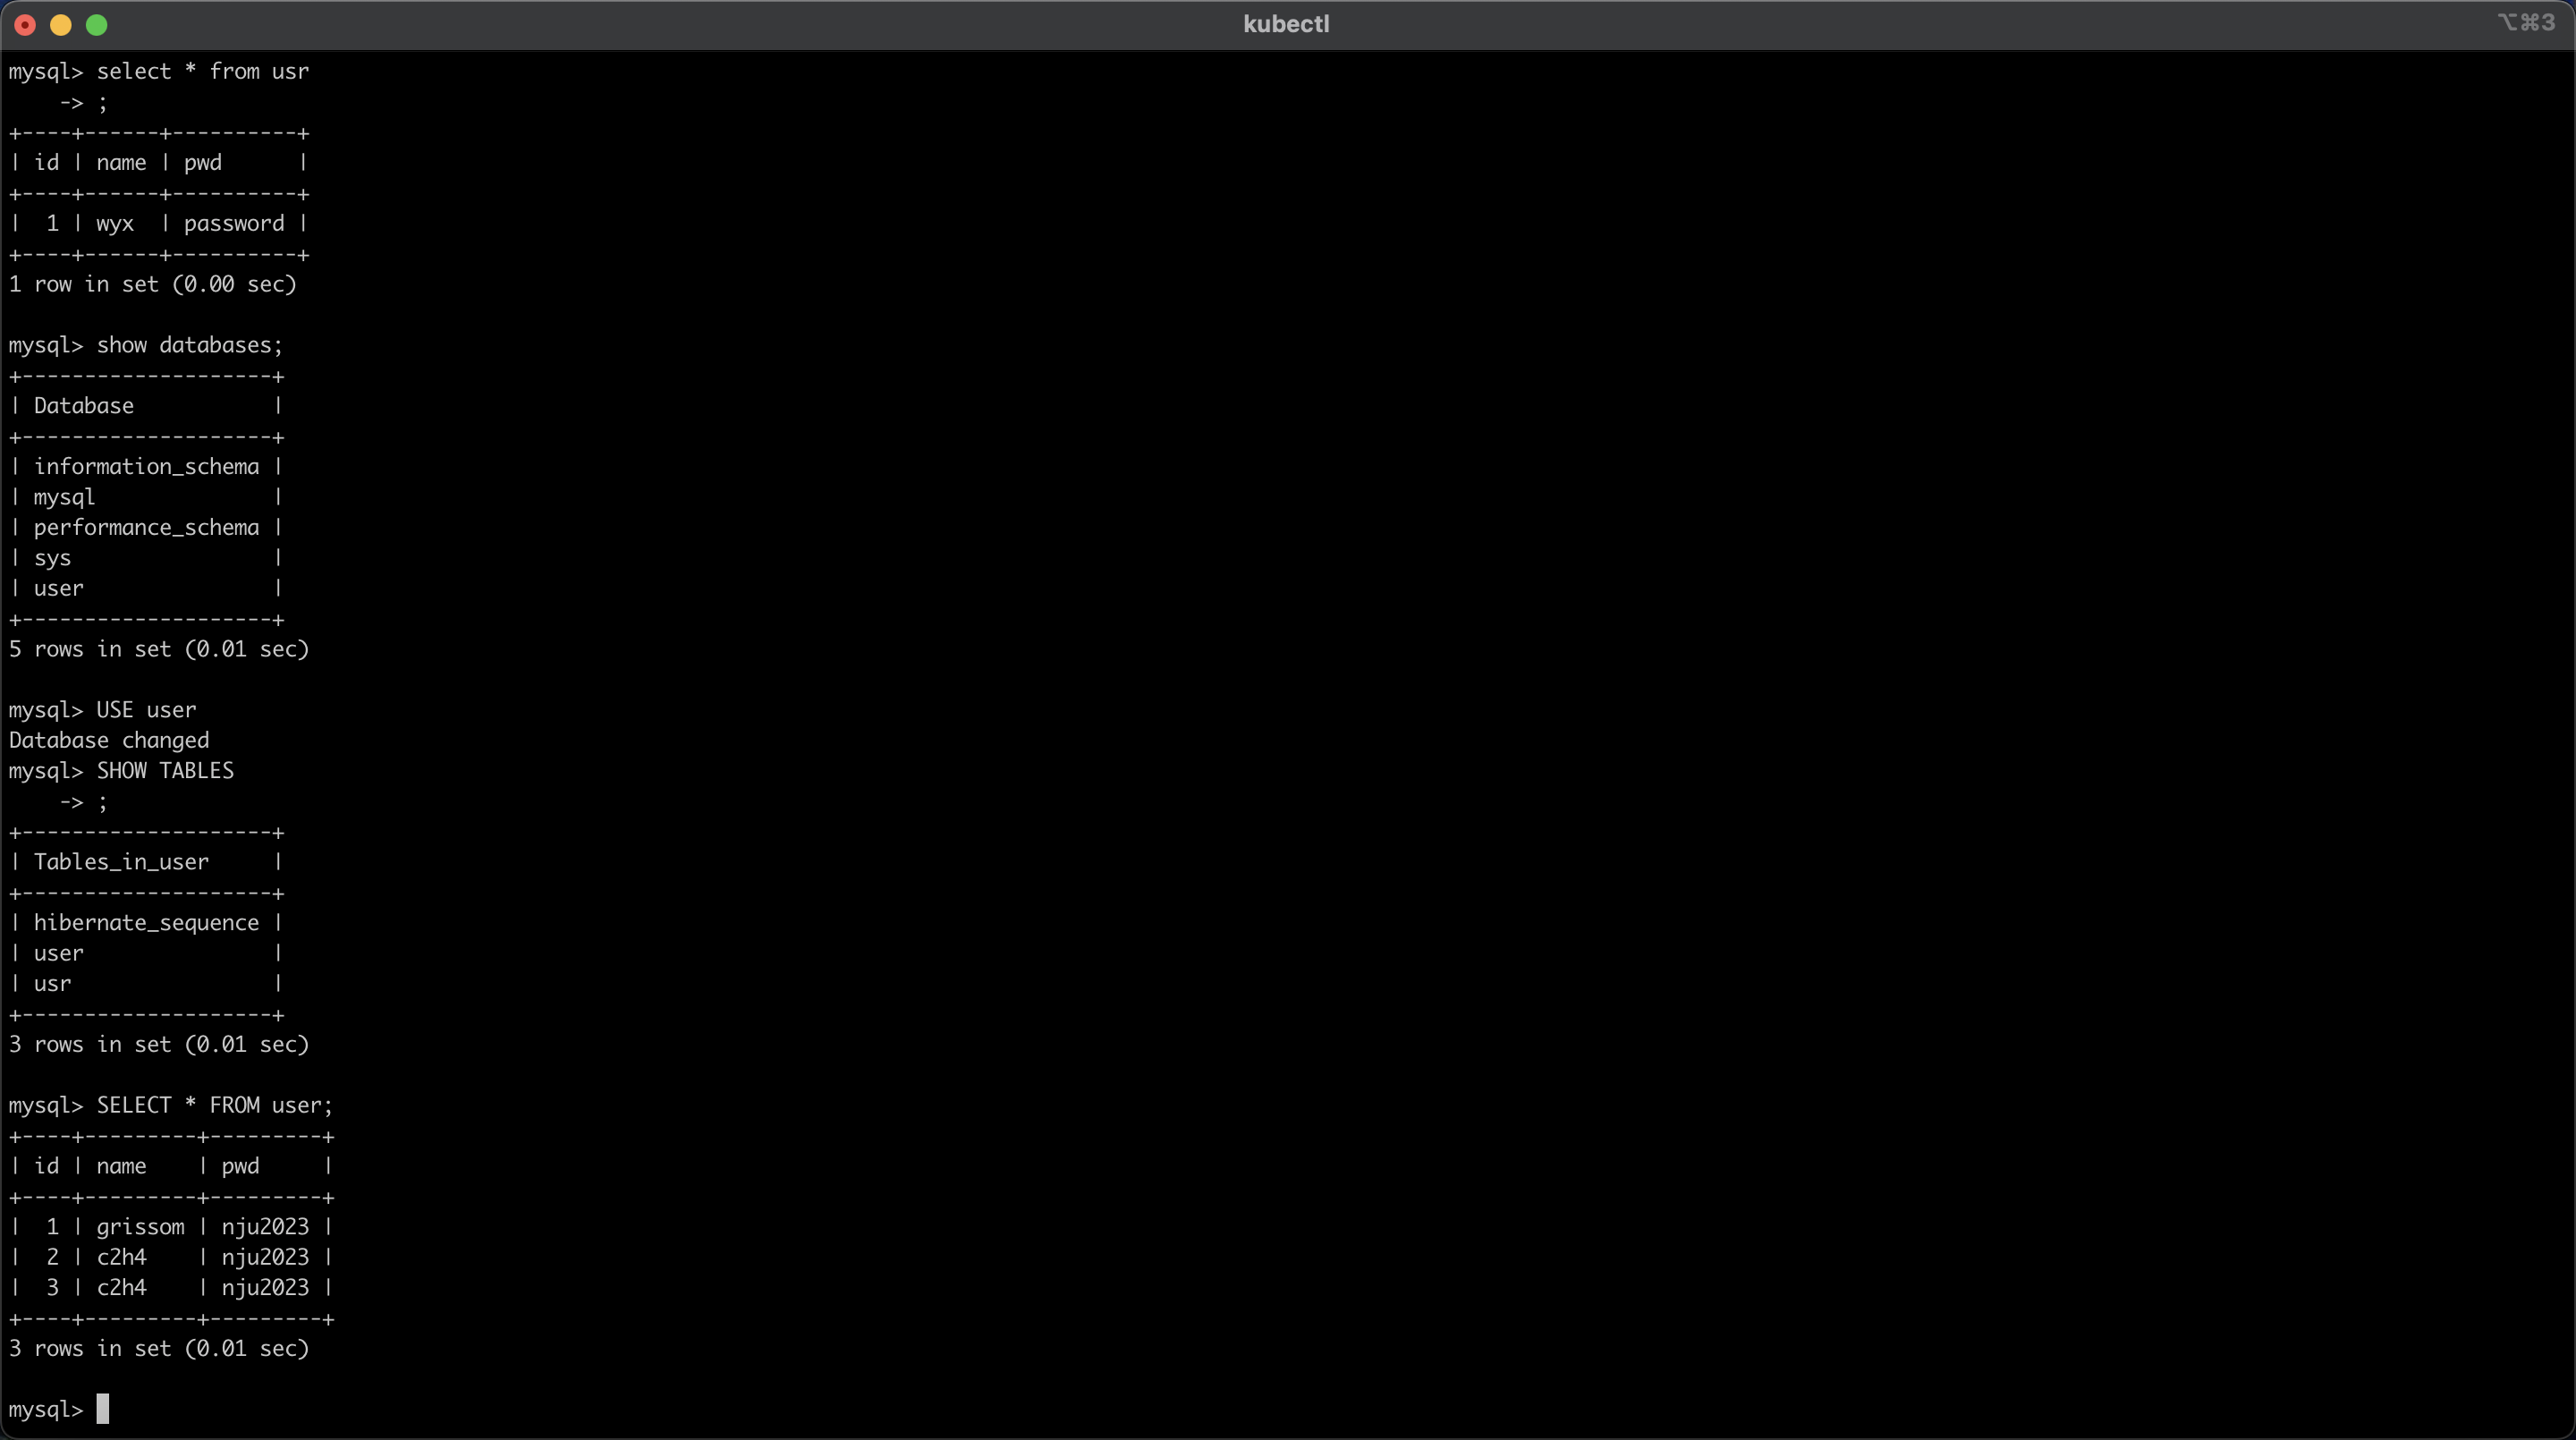 kubectl
⌥⌘3
mysql> select * from usr
    -> ;
+----+------+----------+
| id | name | pwd      |
+----+------+----------+
|  1 | wyx  | password |
+----+------+----------+
1 row in set (0.00 sec)

mysql> show databases;
+--------------------+
| Database           |
+--------------------+
| information_schema |
| mysql              |
| performance_schema |
| sys                |
| user               |
+--------------------+
5 rows in set (0.01 sec)

mysql> USE user
Database changed
mysql> SHOW TABLES
    -> ;
+--------------------+
| Tables_in_user     |
+--------------------+
| hibernate_sequence |
| user               |
| usr                |
+--------------------+
3 rows in set (0.01 sec)

mysql> SELECT * FROM user;
+----+---------+---------+
| id | name    | pwd     |
+----+---------+---------+
|  1 | grissom | nju2023 |
|  2 | c2h4    | nju2023 |
|  3 | c2h4    | nju2023 |
+----+---------+---------+
3 rows in set (0.01 sec)

mysql>